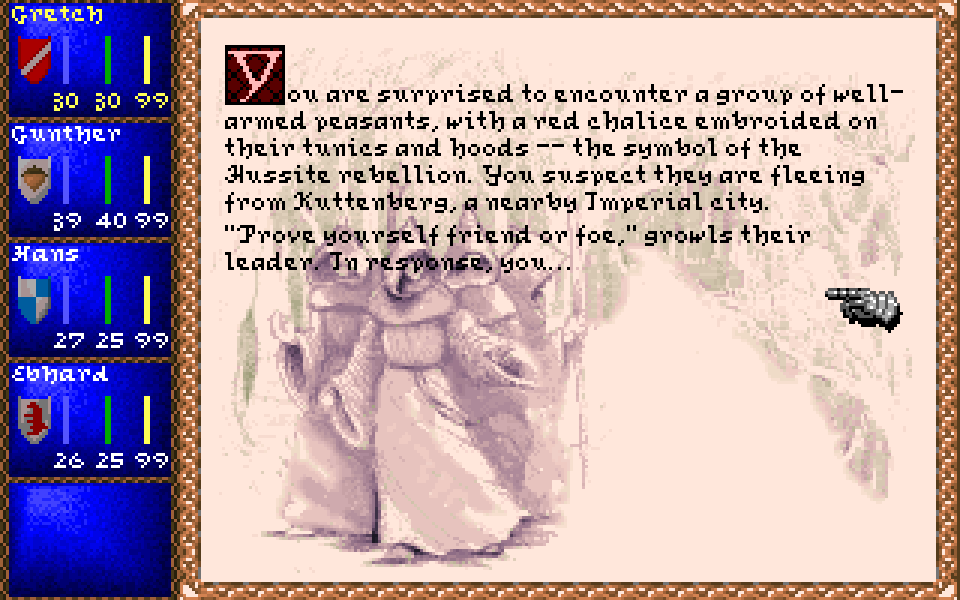 Gretch
30 30 99
Gunther
39 40 99
Hans
27 25 99
Ebhard
26 25 99
You are surprised to encounter a group of well-
armed peasants, with a red chalice embroided on
their tunics and hoods -- the symbol of the
Hussite rebellion. You suspect they are fleeing
from Kuttenberg, a nearby Imperial city.
"Prove yourself friend or foe," growls their
leader. In response, you...